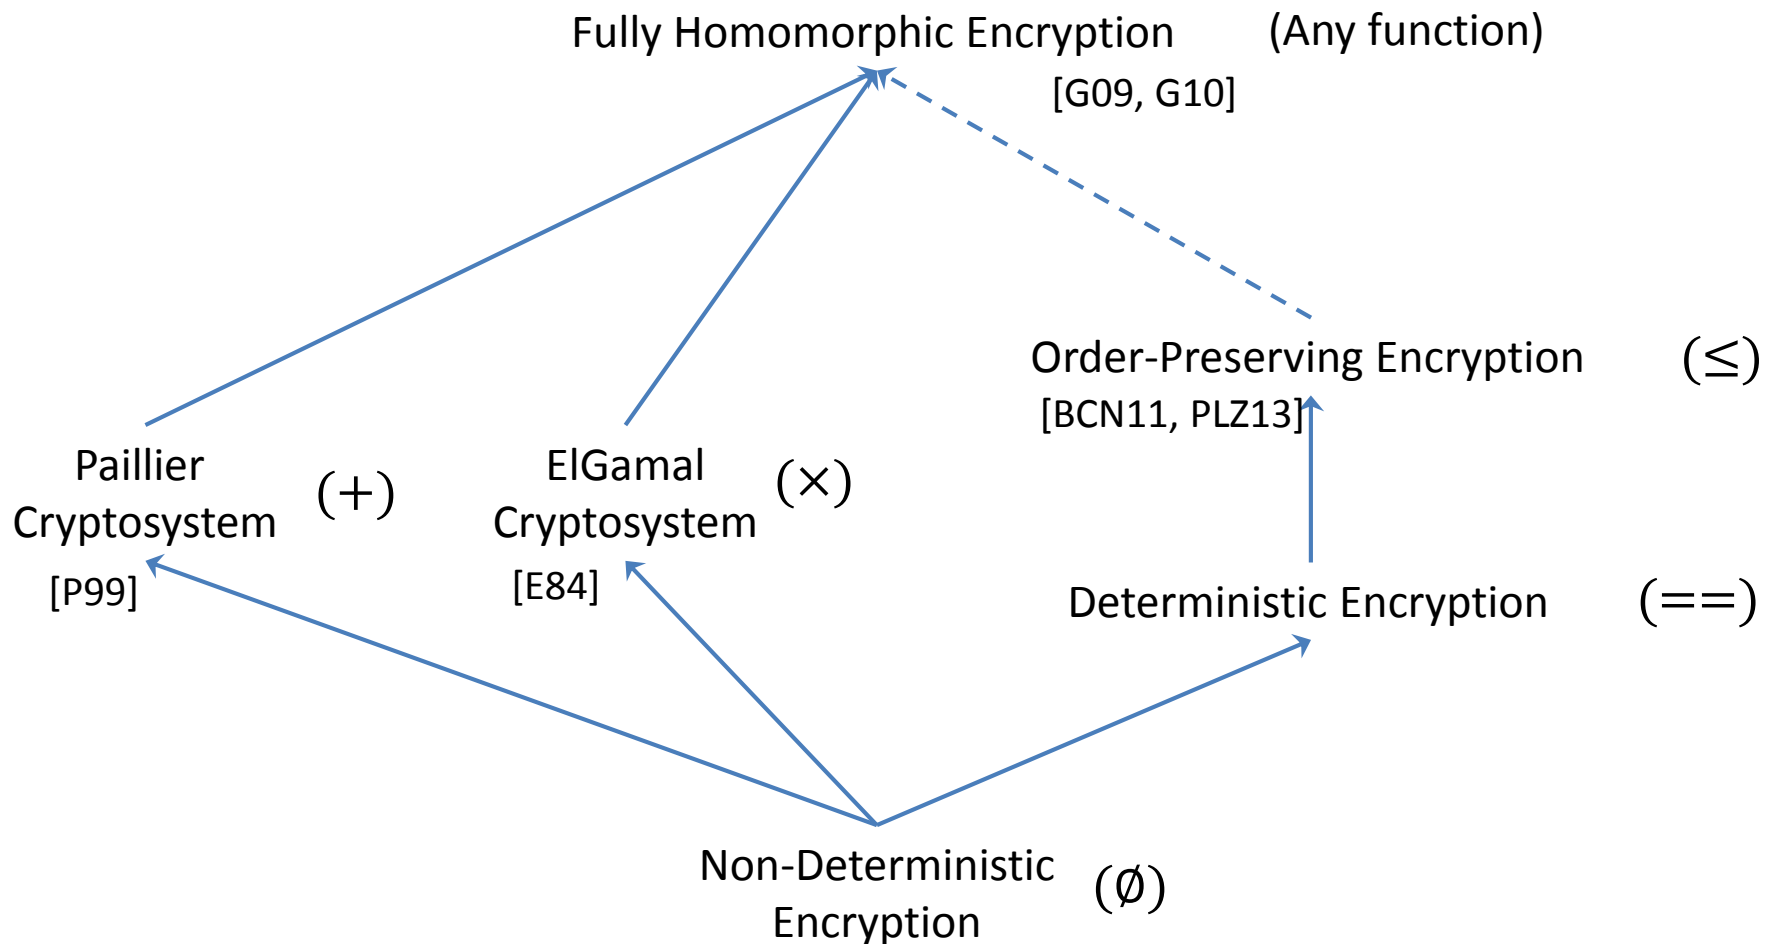 Fully Homomorphic Encryption (Any function)
[G09, G10]
Order-Preserving Encryption (≤)
[BCN11, PLZ13]
Paillier
Cryptosystem (+)
[P99]
ElGamal
Cryptosystem (×)
[E84]
Deterministic Encryption (==)
Non-Deterministic
Encryption (∅)